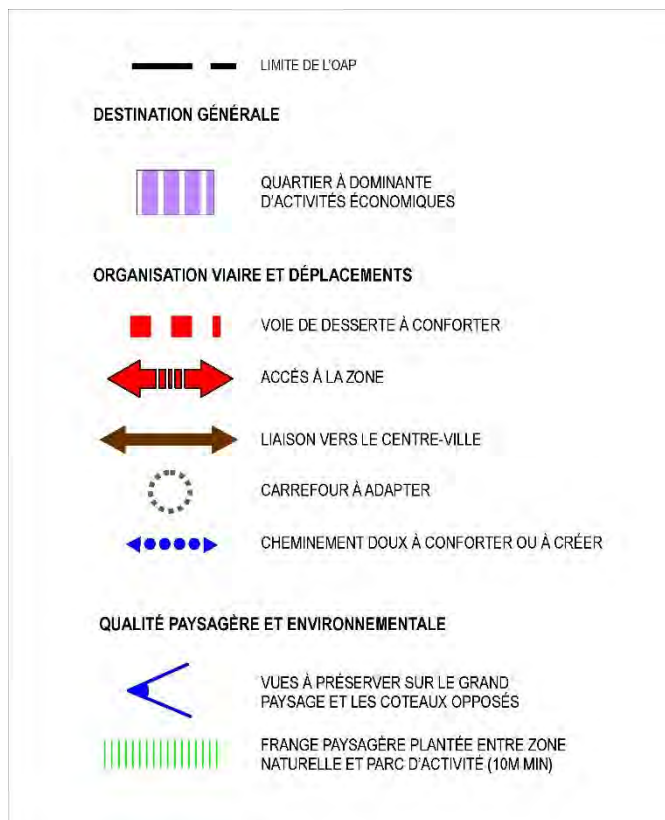 LIMITE DE L'OAP
DESTINATION GÉNÉRALE
QUARTIER À DOMINANTE
D'ACTIVITÉS ÉCONOMIQUES
ORGANISATION VIAIRE ET DÉPLACEMENTS
VOIE DE DESSERTE À CONFORTER
ACCÈS À LA ZONE
LIAISON VERS LE CENTRE-VILLE
CARREFOUR À ADAPTER
CHEMINEMENT DOUX À CONFORTER OU À CRÉER
QUALITÉ PAYSAGÈRE ET ENVIRONNEMENTALE
VUES À PRÉSERVER SUR LE GRAND
PAYSAGE ET LES COTEAUX OPPOSÉS
FRANGE PAYSAGÈRE PLANTÉE ENTRE ZONE
NATURELLE ET PARC D'ACTIVITÉ (10M MIN)